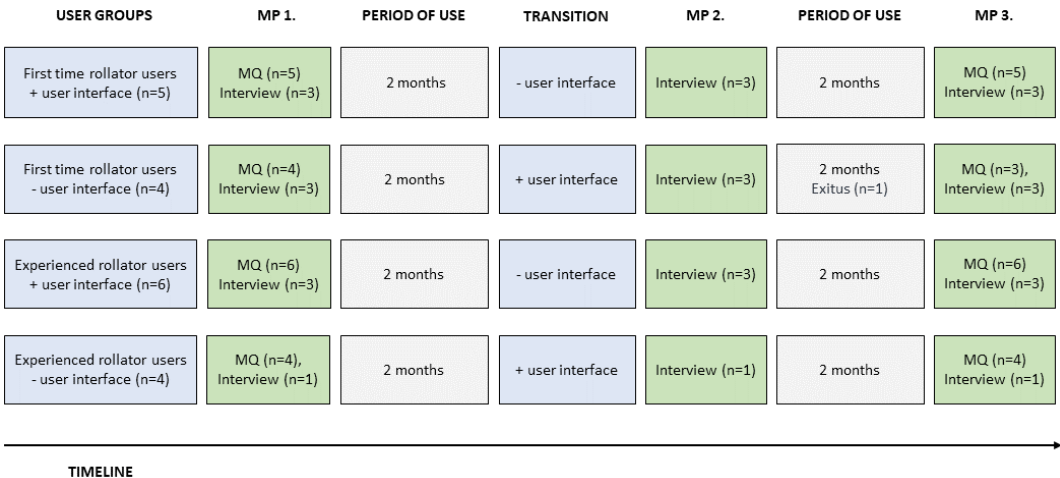 USER GROUPS MP 1. PERIOD OF USE TRANSITION MP 2. PERIOD OF USE MP 3.
First time rollator users
+ user interface (n=5)
MQ (n=5)
Interview (n=3)
2 months
- user interface
Interview (n=3)
2 months
MQ (n=5)
Interview (n=3)
First time rollator users
- user interface (n=4)
MQ (n=4)
Interview (n=3)
2 months
+ user interface
Interview (n=3)
2 months
Exitus (n=1)
MQ (n=3),
Interview (n=3)
Experienced rollator users
+ user interface (n=6)
MQ (n=6)
Interview (n=3)
2 months
- user interface
Interview (n=3)
2 months
MQ (n=6)
Interview (n=3)
Experienced rollator users
- user interface (n=4)
MQ (n=4),
Interview (n=1)
2 months
+ user interface
Interview (n=1)
2 months
MQ (n=4)
Interview (n=1)
TIMELINE